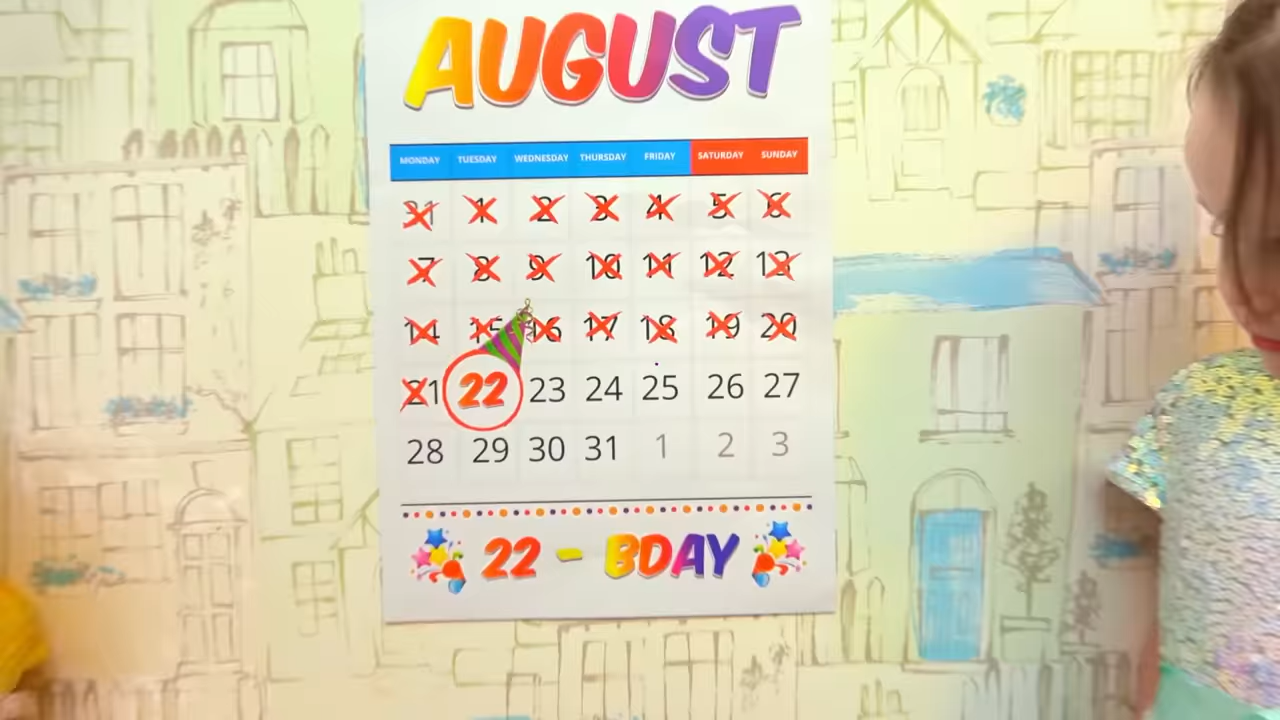 AUGUST
MONDAY TUESDAY WEDNESDAY THURSDAY FRIDAY SATURDAY SUNDAY
31 1 2 3 4 5 6
7 8 9 10 11 12 13
14 15 16 17 18 19 20
21 22 23 24 25 26 27
28 29 30 31 1 2 3
22 - BDAY